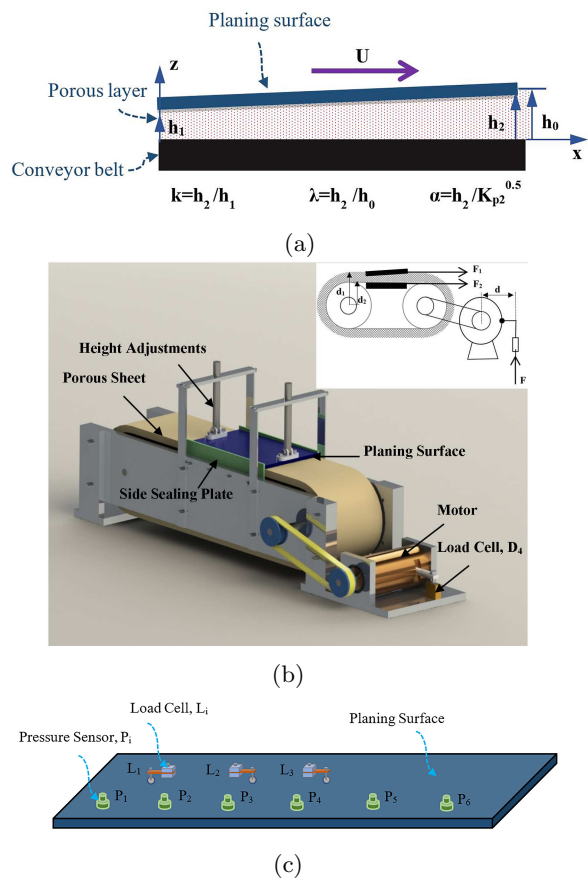 Planing surface
U
z
Porous layer
h₁
h₂
h₀
Conveyor belt
x
k=h₂/h₁
λ=h₂/h₀
α=h₂/Kₚ₂⁰·⁵
(a)
F₁
F₂
d₁
d₂
d
F
Height Adjustments
Porous Sheet
Planing Surface
Side Sealing Plate
Motor
Load Cell, D₄
(b)
Load Cell, Lᵢ
Pressure Sensor, Pᵢ
Planing Surface
L₁
L₂
L₃
P₁
P₂
P₃
P₄
P₅
P₆
(c)